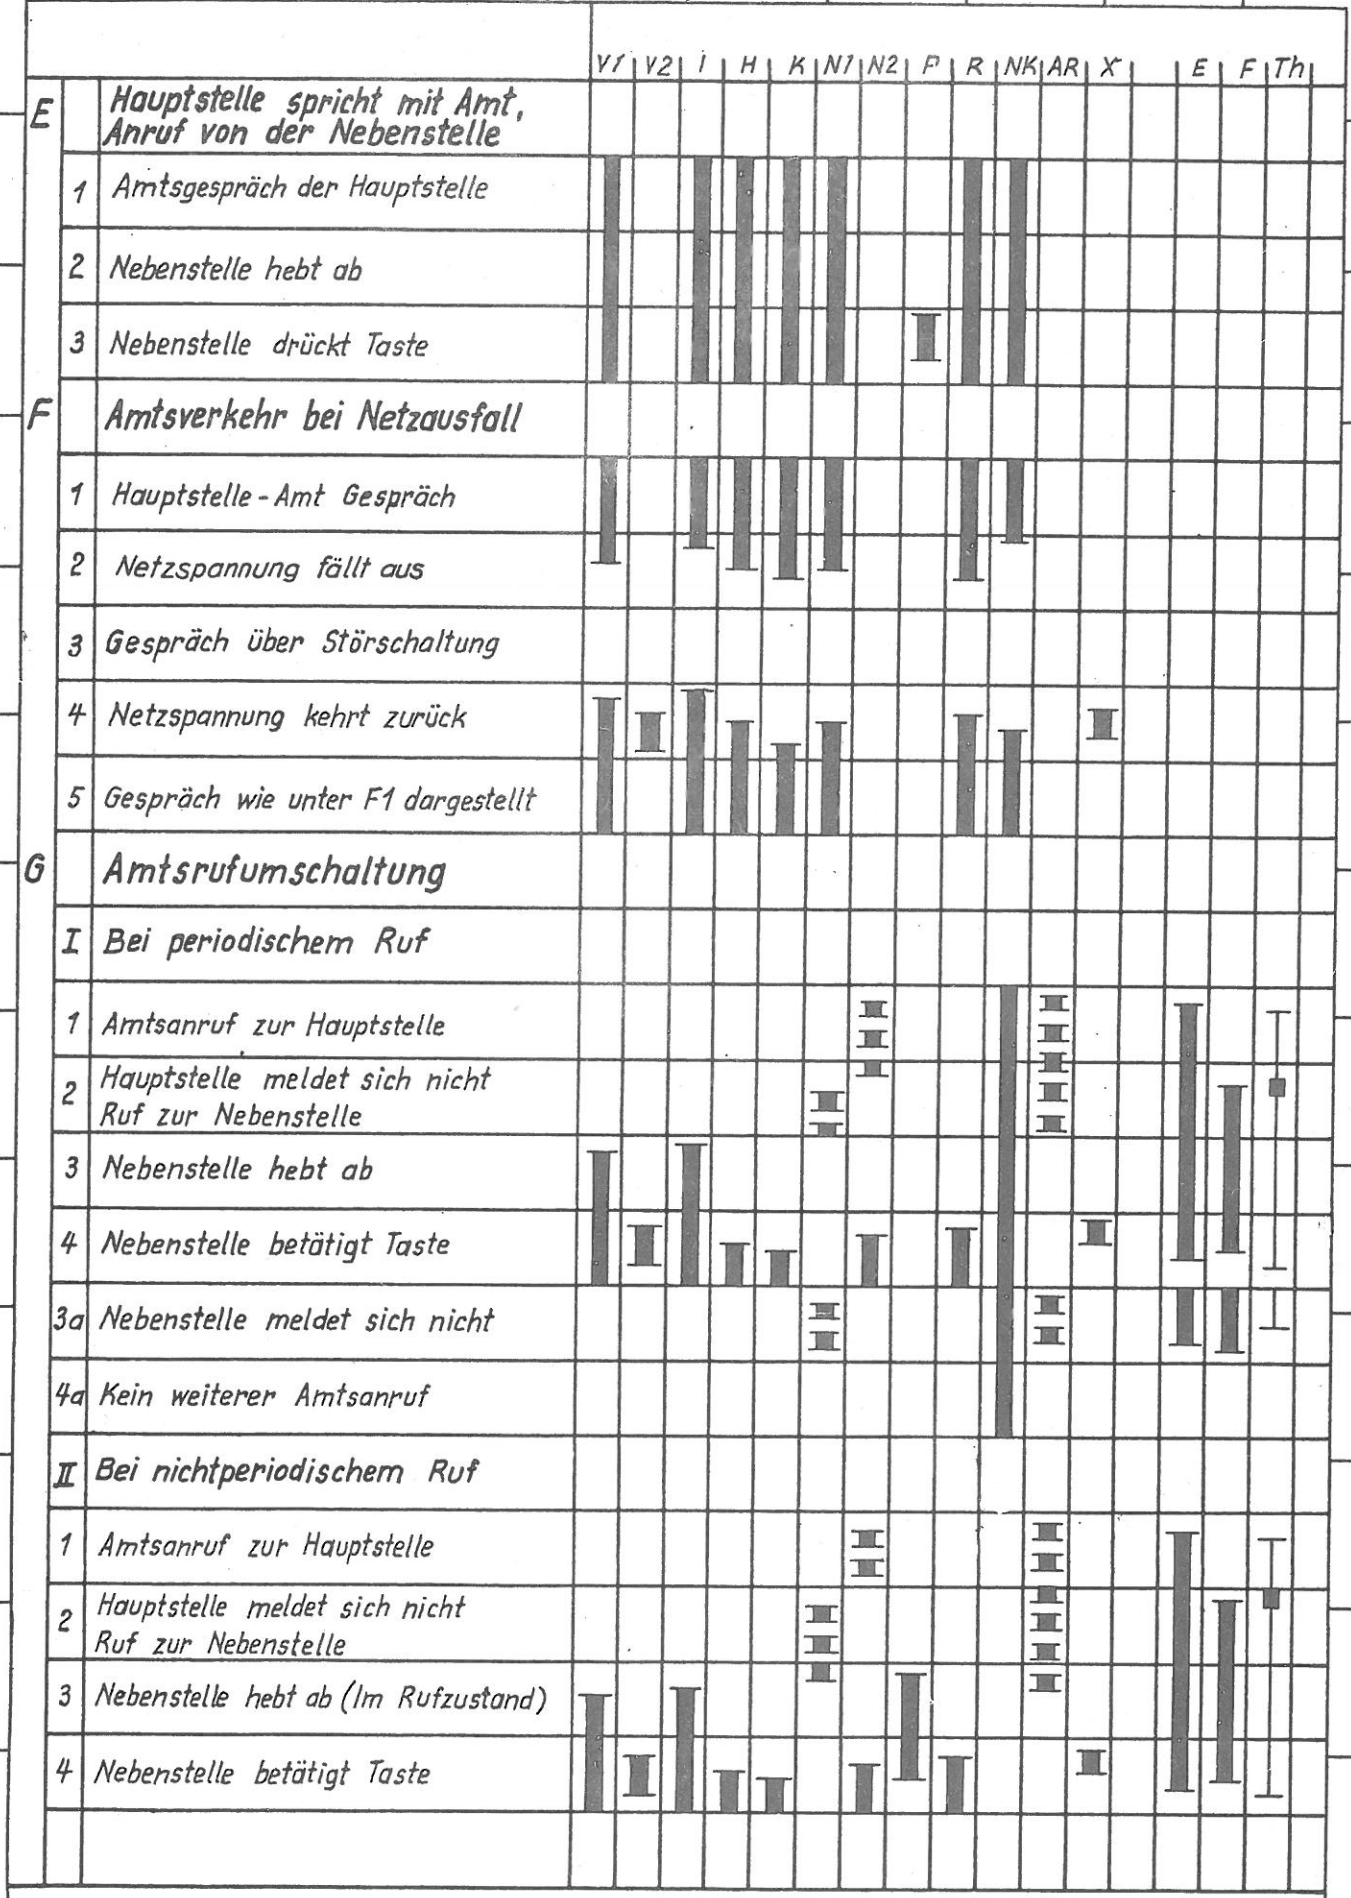 V1 V2 I H K N1 N2 P R NK AR X E F Th
E Hauptstelle spricht mit Amt,
Anruf von der Nebenstelle
1 Amtsgespräch der Hauptstelle
2 Nebenstelle hebt ab
3 Nebenstelle drückt Taste
F Amtsverkehr bei Netzausfall
1 Hauptstelle-Amt Gespräch
2 Netzspannung fällt aus
3 Gespräch über Störschaltung
4 Netzspannung kehrt zurück
5 Gespräch wie unter F1 dargestellt
G Amtsrufumschaltung
I Bei periodischem Ruf
1 Amtsanruf zur Hauptstelle
2 Hauptstelle meldet sich nicht
Ruf zur Nebenstelle
3 Nebenstelle hebt ab
4 Nebenstelle betätigt Taste
3a Nebenstelle meldet sich nicht
4a Kein weiterer Amtsanruf
II Bei nichtperiodischem Ruf
1 Amtsanruf zur Hauptstelle
2 Hauptstelle meldet sich nicht
Ruf zur Nebenstelle
3 Nebenstelle hebt ab (Im Rufzustand)
4 Nebenstelle betätigt Taste